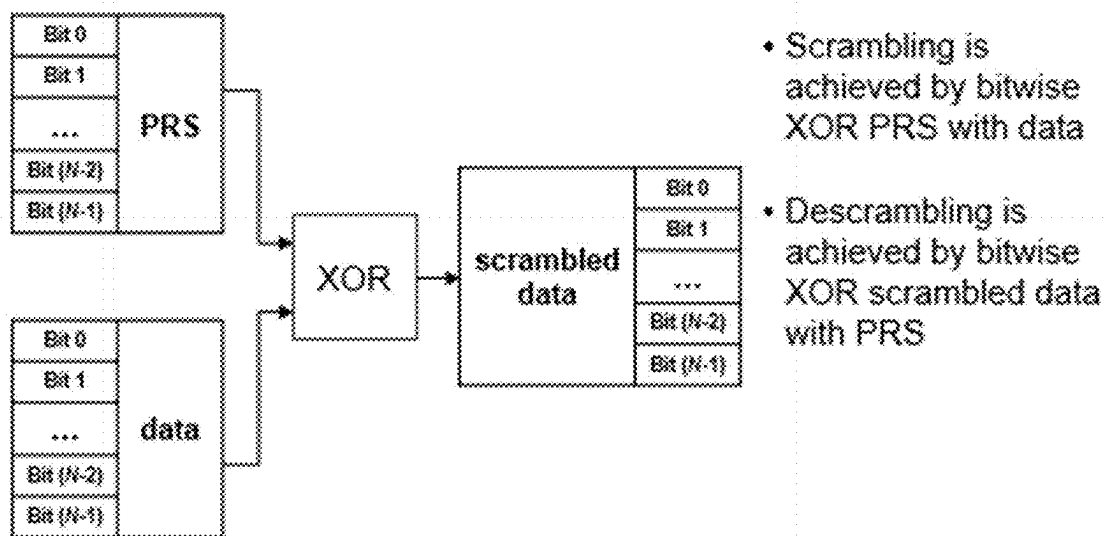 Bit 0
Bit 1
...
Bit (N-2)
Bit (N-1)
PRS
Bit 0
Bit 1
...
Bit (N-2)
Bit (N-1)
data
XOR
scrambled
data
Bit 0
Bit 1
...
Bit (N-2)
Bit (N-1)
• Scrambling is
achieved by bitwise
XOR PRS with data
• Descrambling is
achieved by bitwise
XOR scrambled data
with PRS